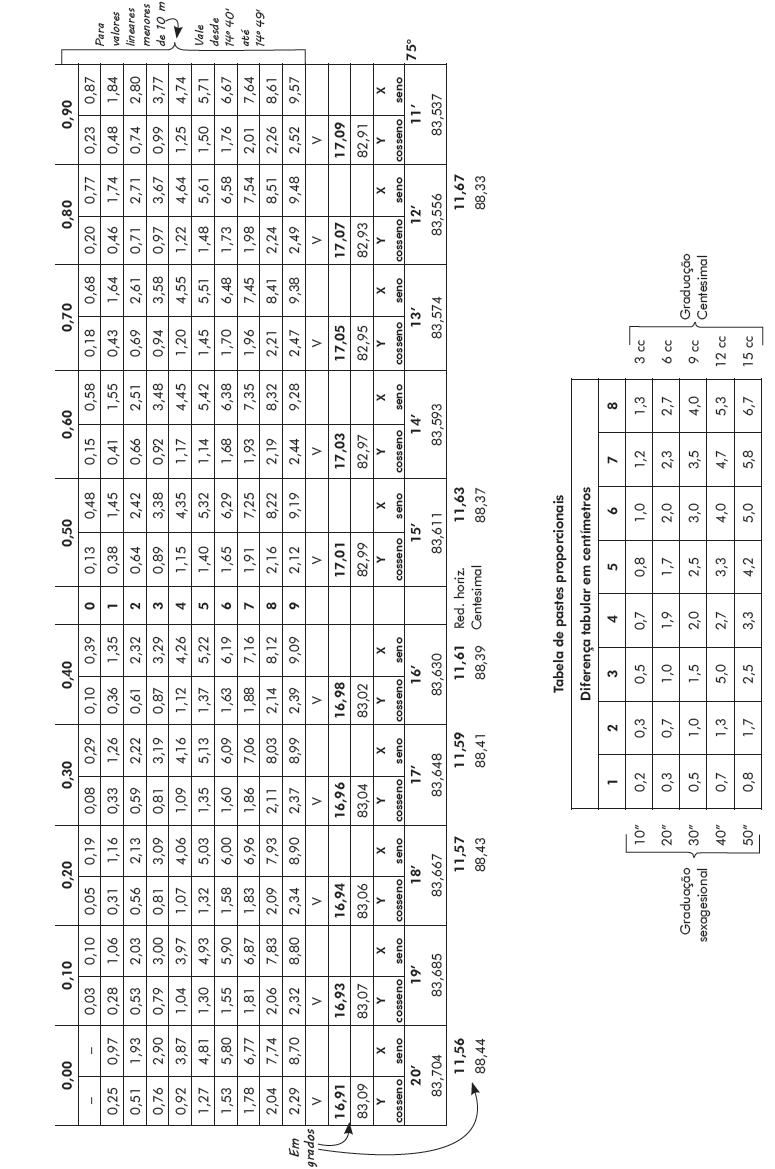 0,00 0,10 0,20 0,30 0,40 0,50 0,60 0,70 0,80 0,90
– – 0,03 0,10 0,05 0,19 0,08 0,29 0,10 0,39 0 0,13 0,48 0,15 0,58 0,18 0,68 0,20 0,77 0,23 0,87
0,25 0,97 0,28 1,06 0,31 1,16 0,33 1,26 0,36 1,35 1 0,38 1,45 0,41 1,55 0,43 1,64 0,46 1,74 0,48 1,84
0,51 1,93 0,53 2,03 0,56 2,13 0,59 2,22 0,61 2,32 2 0,64 2,42 0,66 2,51 0,69 2,61 0,71 2,71 0,74 2,80
0,76 2,90 0,79 3,00 0,81 3,09 0,81 3,19 0,87 3,29 3 0,89 3,38 0,92 3,48 0,94 3,58 0,97 3,67 0,99 3,77
0,92 3,87 1,04 3,97 1,07 4,06 1,09 4,16 1,12 4,26 4 1,15 4,35 1,17 4,45 1,20 4,55 1,22 4,64 1,25 4,74
1,27 4,81 1,30 4,93 1,32 5,03 1,35 5,13 1,37 5,22 5 1,40 5,32 1,14 5,42 1,45 5,51 1,48 5,61 1,50 5,71
1,53 5,80 1,55 5,90 1,58 6,00 1,60 6,09 1,63 6,19 6 1,65 6,29 1,68 6,38 1,70 6,48 1,73 6,58 1,76 6,67
1,78 6,77 1,81 6,87 1,83 6,96 1,86 7,06 1,88 7,16 7 1,91 7,25 1,93 7,35 1,96 7,45 1,98 7,54 2,01 7,64
2,04 7,74 2,06 7,83 2,09 7,93 2,11 8,03 2,14 8,12 8 2,16 8,22 2,19 8,32 2,21 8,41 2,24 8,51 2,26 8,61
2,29 8,70 2,32 8,80 2,34 8,90 2,37 8,99 2,39 9,09 9 2,12 9,19 2,44 9,28 2,47 9,38 2,49 9,48 2,52 9,57
Para
valores
lineares
menores
de 10 m
Vale
desde
14º 40'
até
14º 49'
V V V V V V V V V V
Em
grados
16,91 16,93 16,94 16,96 16,98 17,01 17,03 17,05 17,07 17,09
83,09 83,07 83,06 83,04 83,02 82,99 82,97 82,95 82,93 82,91
Y X Y X Y X Y X Y X Y X Y X Y X Y X Y X
cosseno seno cosseno seno cosseno seno cosseno seno cosseno seno cosseno seno cosseno seno cosseno seno cosseno seno cosseno seno
20' 19' 18' 17' 16' 15' 14' 13' 12' 11' 75º
83,704 83,685 83,667 83,648 83,630 83,611 83,593 83,574 83,556 83,537
11,56 11,57 11,59 11,61 Red. horiz. 11,63 11,67
88,44 88,43 88,41 88,39 Centesimal 88,37 88,33
Tabela de pastes proporcionais
Diferença tabular em centímetros
1 2 3 4 5 6 7 8
10" 0,2 0,3 0,5 0,7 0,8 1,0 1,2 1,3 3 cc
20" 0,3 0,7 1,0 1,9 1,7 2,0 2,3 2,7 6 cc
30" 0,5 1,0 1,5 2,0 2,5 3,0 3,5 4,0 9 cc
40" 0,7 1,3 5,0 2,7 3,3 4,0 4,7 5,3 12 cc
50" 0,8 1,7 2,5 3,3 4,2 5,0 5,8 6,7 15 cc
Graduação
sexagesional
Graduação
Centesimal